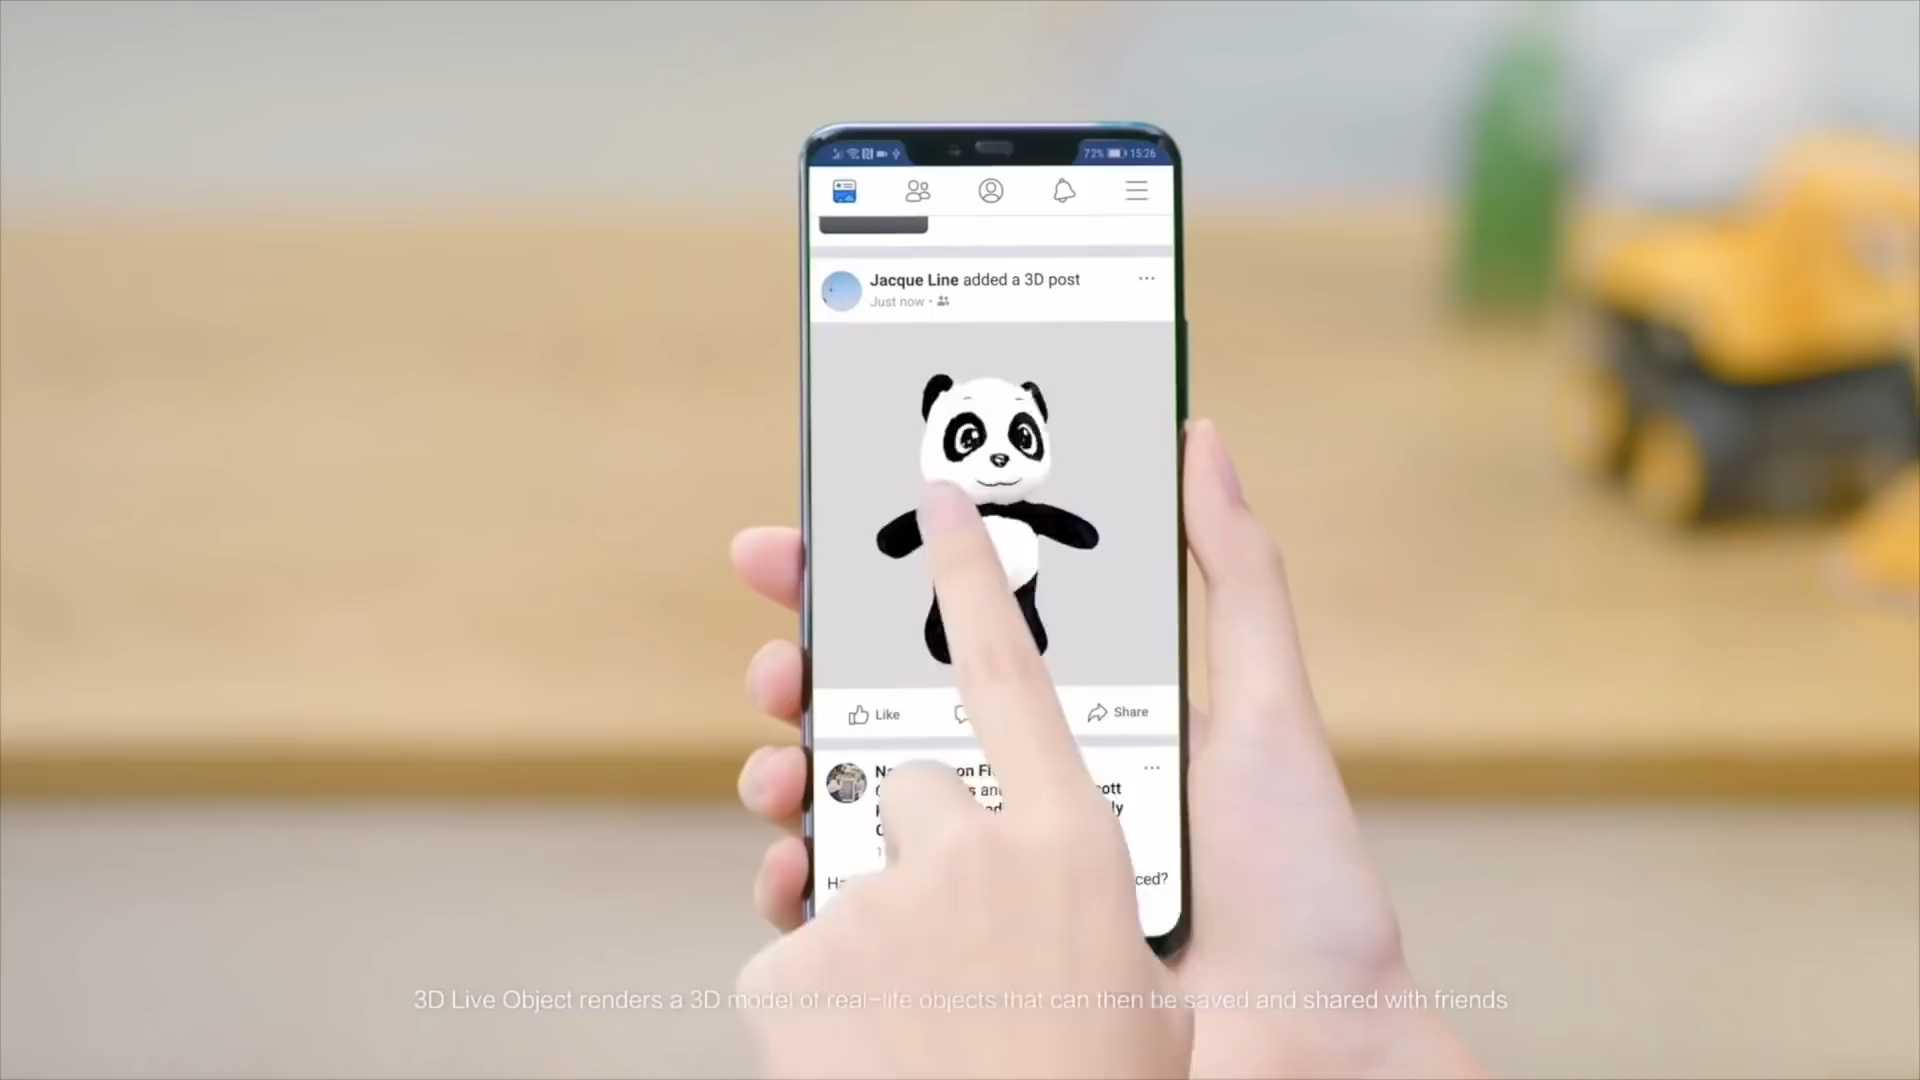 72% 15:26
Jacque Line added a 3D post
Just now
Like
Share
ced?
3D Live Object renders a 3D model of real-life objects that can then be saved and shared with friends